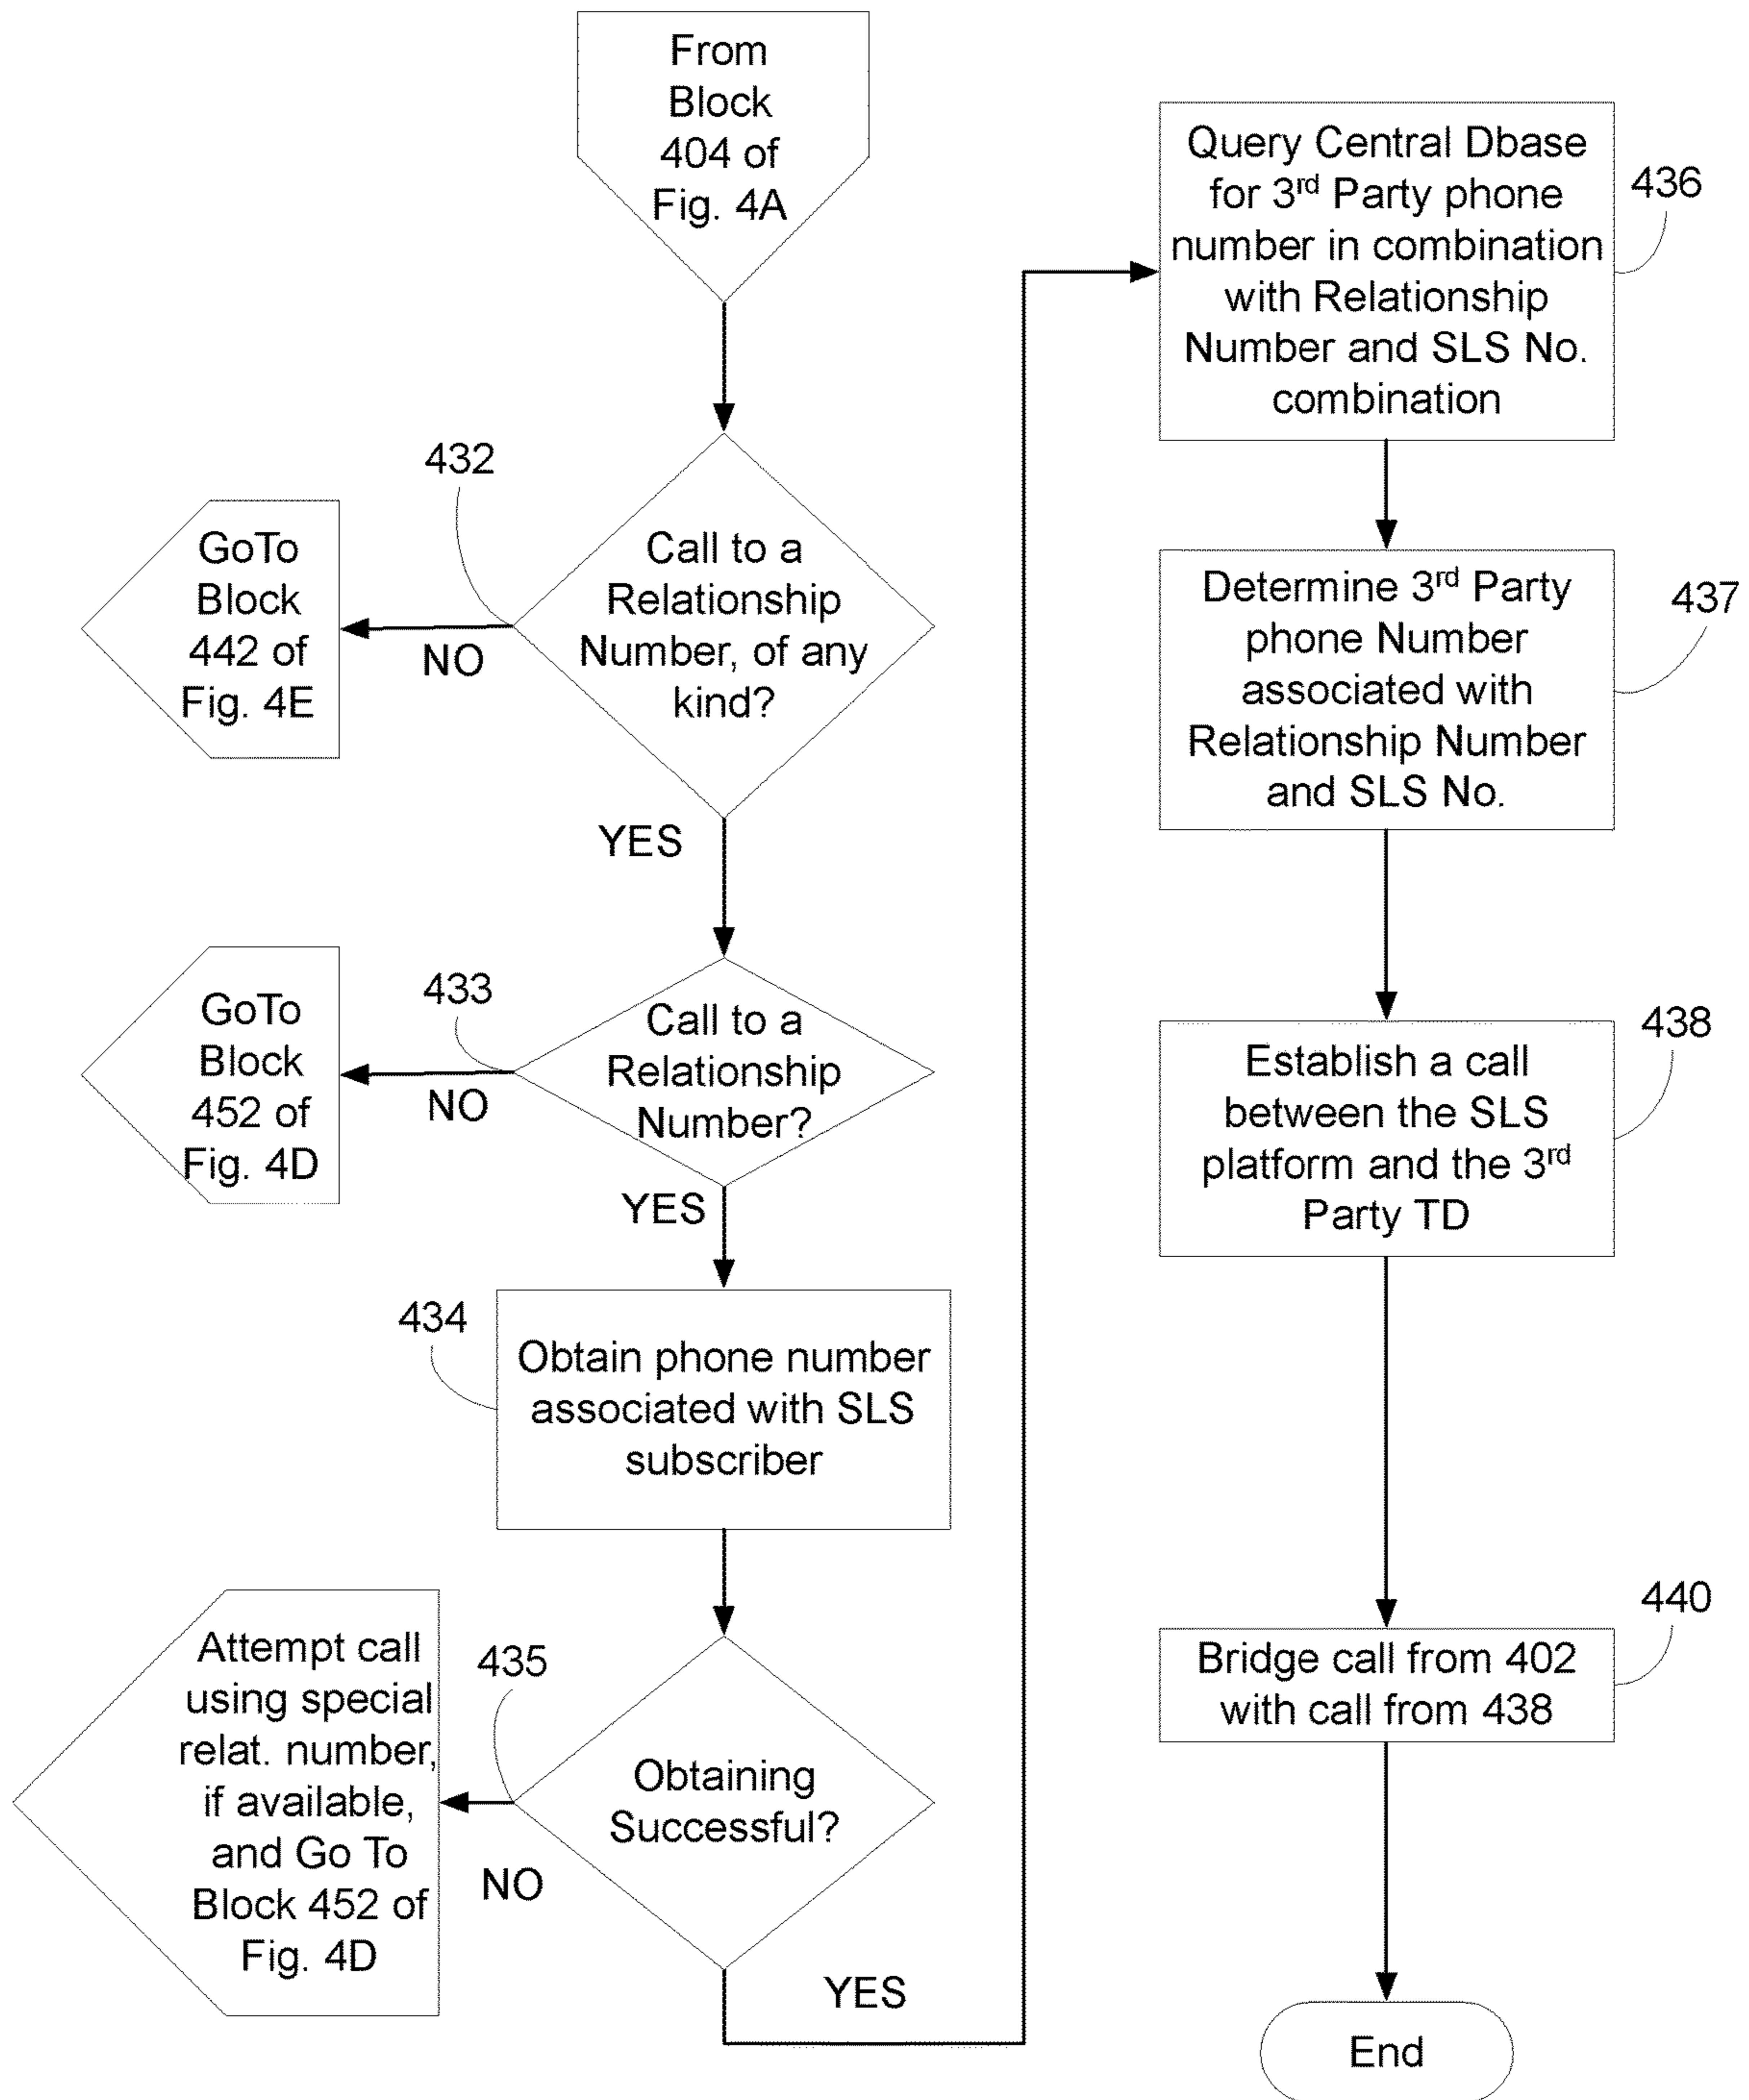 From
Block
404 of
Fig. 4A
432
Call to a
Relationship
Number, of any
kind?
NO
GoTo
Block
442 of
Fig. 4E
YES
433
Call to a
Relationship
Number?
NO
GoTo
Block
452 of
Fig. 4D
YES
434
Obtain phone number
associated with SLS
subscriber
435
Obtaining
Successful?
NO
Attempt call
using special
relat. number,
if available,
and Go To
Block 452 of
Fig. 4D
YES
Query Central Dbase
for 3rd Party phone
number in combination
with Relationship
Number and SLS No.
combination
436
Determine 3rd Party
phone Number
associated with
Relationship Number
and SLS No.
437
Establish a call
between the SLS
platform and the 3rd
Party TD
438
Bridge call from 402
with call from 438
440
End